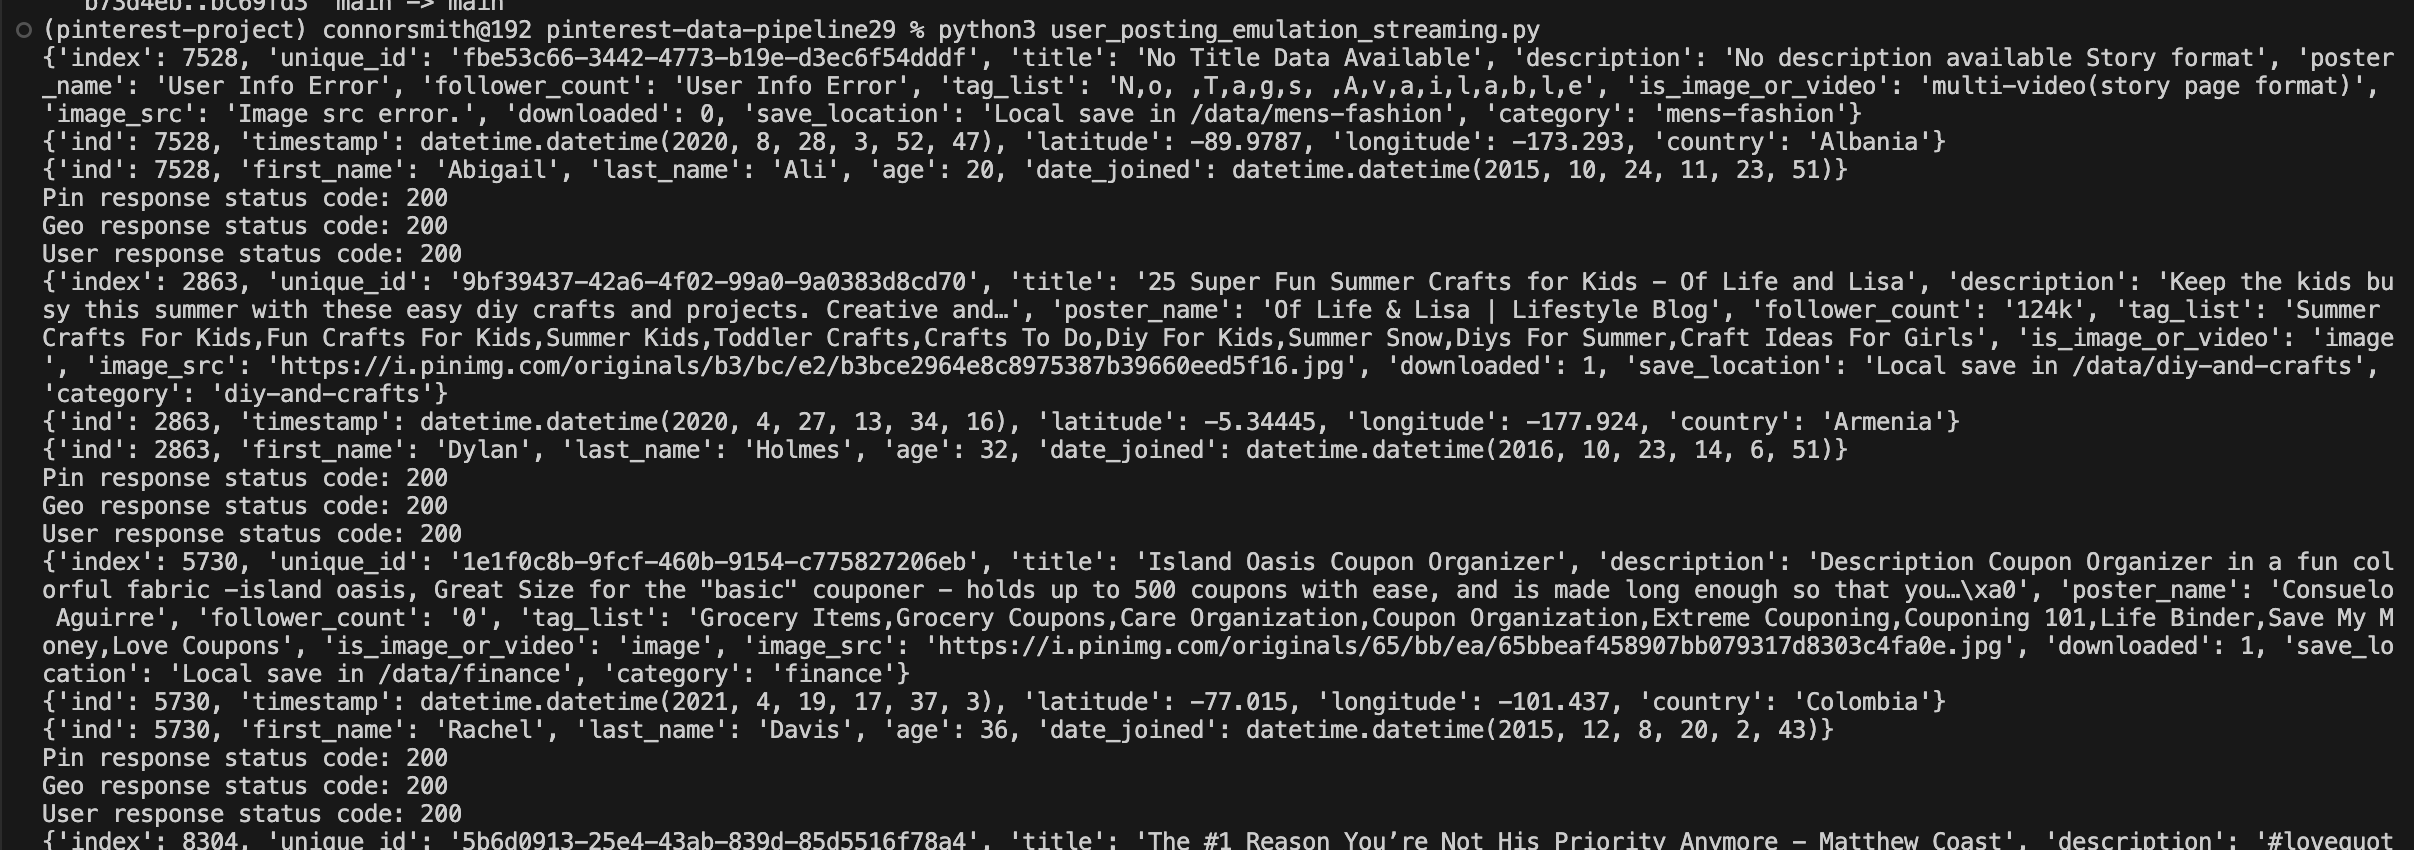 b73d4eb..bc69fd3  main -> main
(pinterest-project) connorsmith@192 pinterest-data-pipeline29 % python3 user_posting_emulation_streaming.py
{'index': 7528, 'unique_id': 'fbe53c66-3442-4773-b19e-d3ec6f54dddf', 'title': 'No Title Data Available', 'description': 'No description available Story format', 'poster
_name': 'User Info Error', 'follower_count': 'User Info Error', 'tag_list': 'N,o, ,T,a,g,s, ,A,v,a,i,l,a,b,l,e', 'is_image_or_video': 'multi-video(story page format)',
'image_src': 'Image src error.', 'downloaded': 0, 'save_location': 'Local save in /data/mens-fashion', 'category': 'mens-fashion'}
{'ind': 7528, 'timestamp': datetime.datetime(2020, 8, 28, 3, 52, 47), 'latitude': -89.9787, 'longitude': -173.293, 'country': 'Albania'}
{'ind': 7528, 'first_name': 'Abigail', 'last_name': 'Ali', 'age': 20, 'date_joined': datetime.datetime(2015, 10, 24, 11, 23, 51)}
Pin response status code: 200
Geo response status code: 200
User response status code: 200
{'index': 2863, 'unique_id': '9bf39437-42a6-4f02-99a0-9a0383d8cd70', 'title': '25 Super Fun Summer Crafts for Kids – Of Life and Lisa', 'description': 'Keep the kids bu
sy this summer with these easy diy crafts and projects. Creative and…', 'poster_name': 'Of Life & Lisa | Lifestyle Blog', 'follower_count': '124k', 'tag_list': 'Summer
Crafts For Kids,Fun Crafts For Kids,Summer Kids,Toddler Crafts,Crafts To Do,Diy For Kids,Summer Snow,Diys For Summer,Craft Ideas For Girls', 'is_image_or_video': 'image
', 'image_src': 'https://i.pinimg.com/originals/b3/bc/e2/b3bce2964e8c8975387b39660eed5f16.jpg', 'downloaded': 1, 'save_location': 'Local save in /data/diy-and-crafts',
'category': 'diy-and-crafts'}
{'ind': 2863, 'timestamp': datetime.datetime(2020, 4, 27, 13, 34, 16), 'latitude': -5.34445, 'longitude': -177.924, 'country': 'Armenia'}
{'ind': 2863, 'first_name': 'Dylan', 'last_name': 'Holmes', 'age': 32, 'date_joined': datetime.datetime(2016, 10, 23, 14, 6, 51)}
Pin response status code: 200
Geo response status code: 200
User response status code: 200
{'index': 5730, 'unique_id': '1e1f0c8b-9fcf-460b-9154-c775827206eb', 'title': 'Island Oasis Coupon Organizer', 'description': 'Description Coupon Organizer in a fun col
orful fabric -island oasis, Great Size for the "basic" couponer - holds up to 500 coupons with ease, and is made long enough so that you…\xa0', 'poster_name': 'Consuelo
Aguirre', 'follower_count': '0', 'tag_list': 'Grocery Items,Grocery Coupons,Care Organization,Coupon Organization,Extreme Couponing,Couponing 101,Life Binder,Save My M
oney,Love Coupons', 'is_image_or_video': 'image', 'image_src': 'https://i.pinimg.com/originals/65/bb/ea/65bbeaf458907bb079317d8303c4fa0e.jpg', 'downloaded': 1, 'save_lo
cation': 'Local save in /data/finance', 'category': 'finance'}
{'ind': 5730, 'timestamp': datetime.datetime(2021, 4, 19, 17, 37, 3), 'latitude': -77.015, 'longitude': -101.437, 'country': 'Colombia'}
{'ind': 5730, 'first_name': 'Rachel', 'last_name': 'Davis', 'age': 36, 'date_joined': datetime.datetime(2015, 12, 8, 20, 2, 43)}
Pin response status code: 200
Geo response status code: 200
User response status code: 200
{'index': 8304, 'unique_id': '5b6d0913-25e4-43ab-839d-85d5516f78a4', 'title': 'The #1 Reason You’re Not His Priority Anymore – Matthew Coast', 'description': '#lovequot